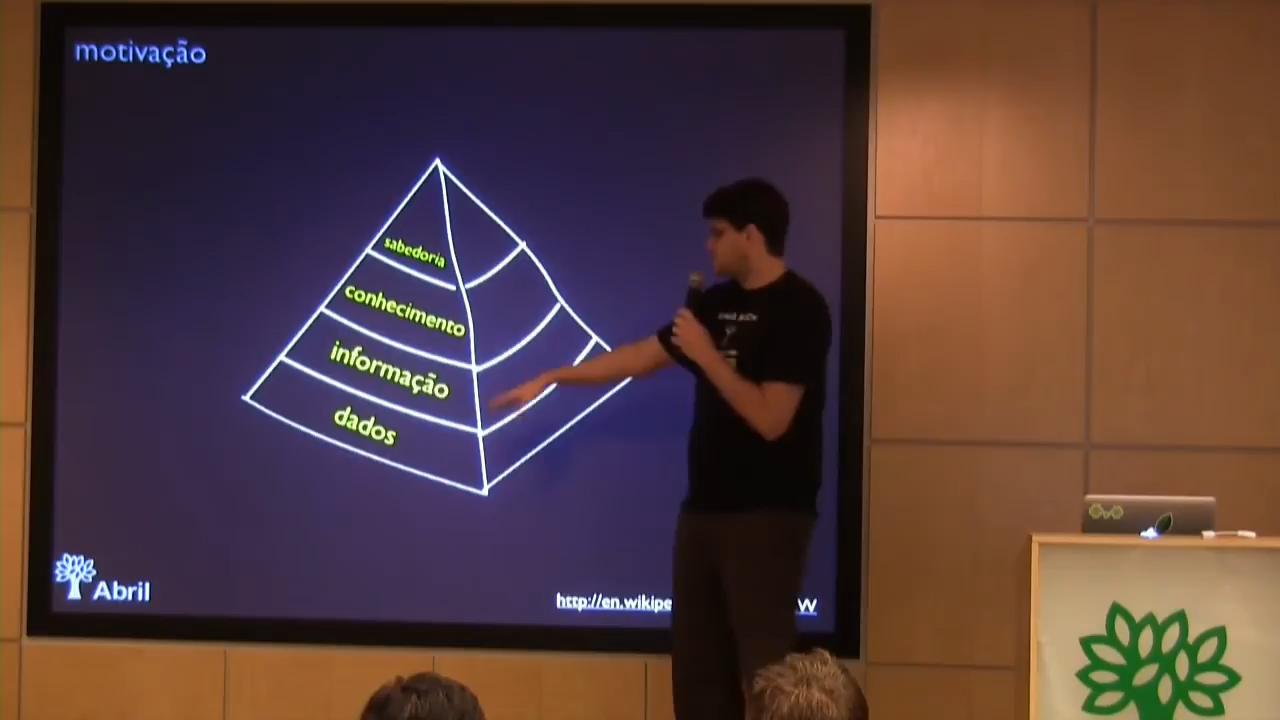 motivação
sabedoria
conhecimento
informação
dados
Abril
http://en.wikipe
W